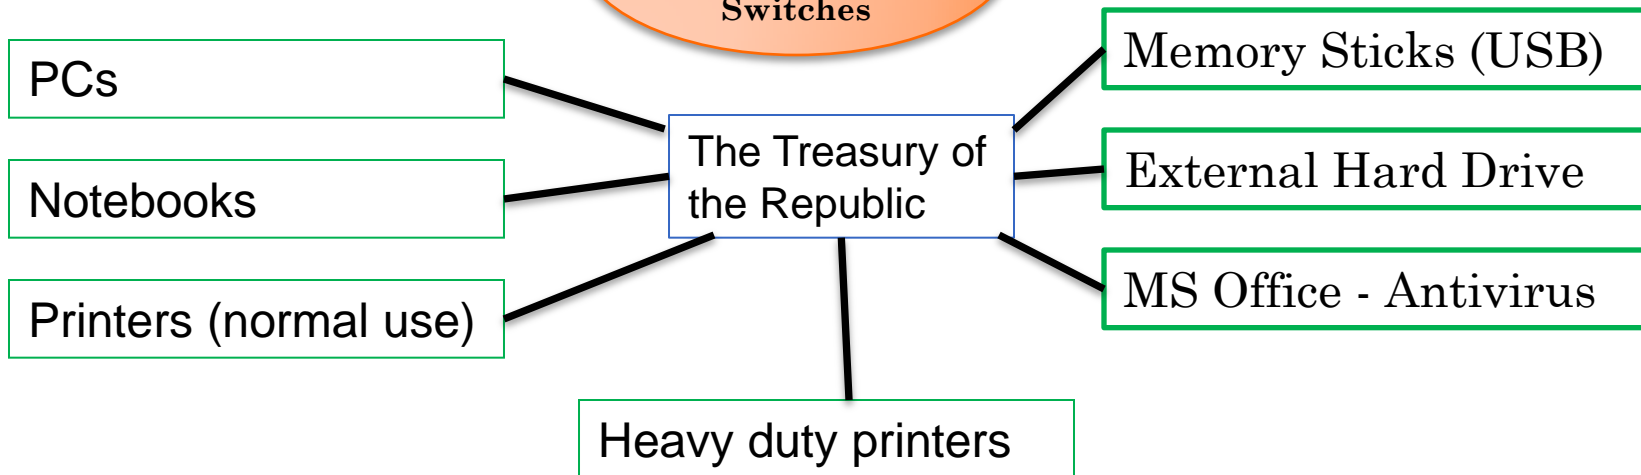 Switches
PCs
Notebooks
Printers (normal use)
The Treasury of
the Republic
Memory Sticks (USB)
External Hard Drive
MS Office - Antivirus
Heavy duty printers